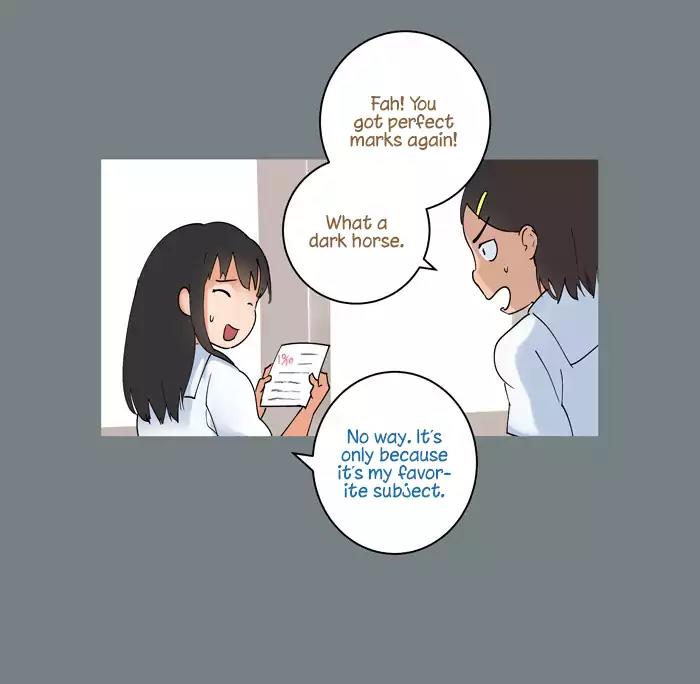 Fah! You
got perfect
marks again!
What a
dark horse.
No way. It's
only because
it's my favor-
ite subject.